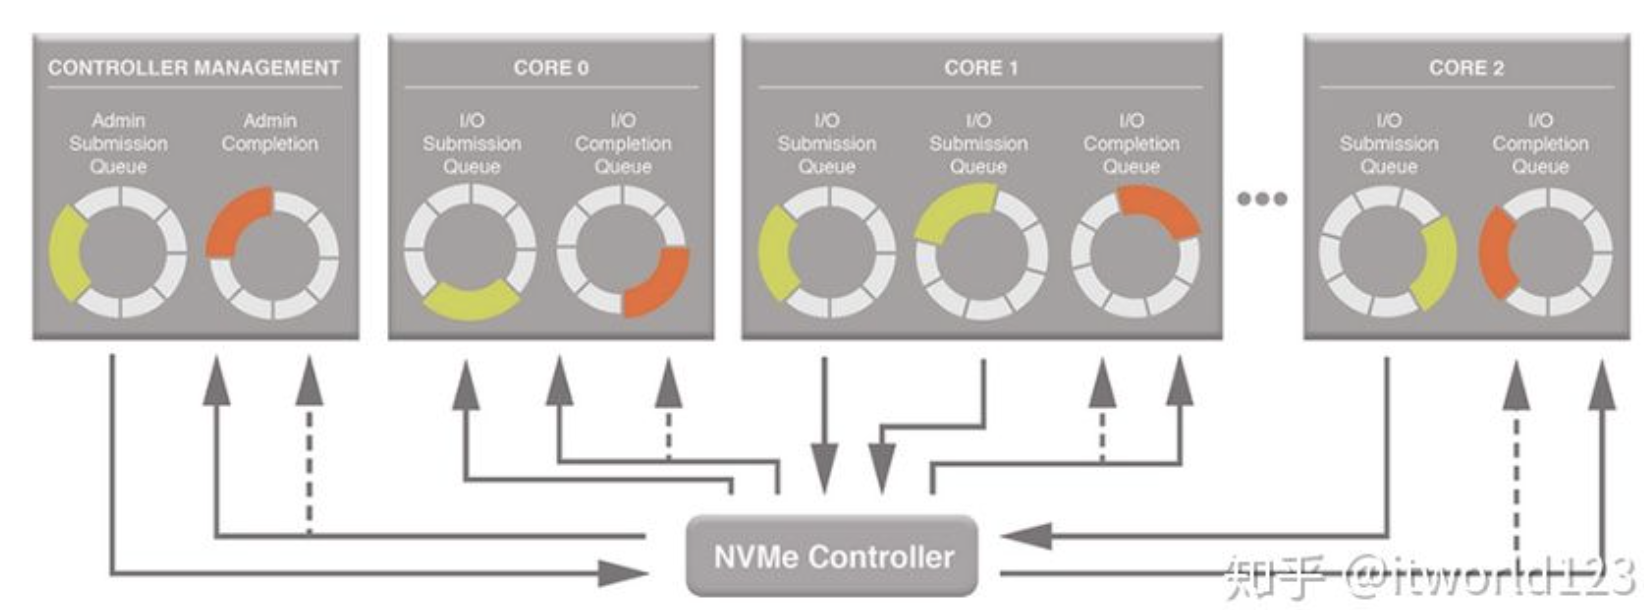 CONTROLLER MANAGEMENT
Admin
Submission
Queue
Admin
Completion
CORE 0
I/O
Submission
Queue
I/O
Completion
Queue
CORE 1
I/O
Submission
Queue
I/O
Submission
Queue
I/O
Completion
Queue
CORE 2
I/O
Submission
Queue
I/O
Completion
Queue
NVMe Controller
知乎 @itworld123